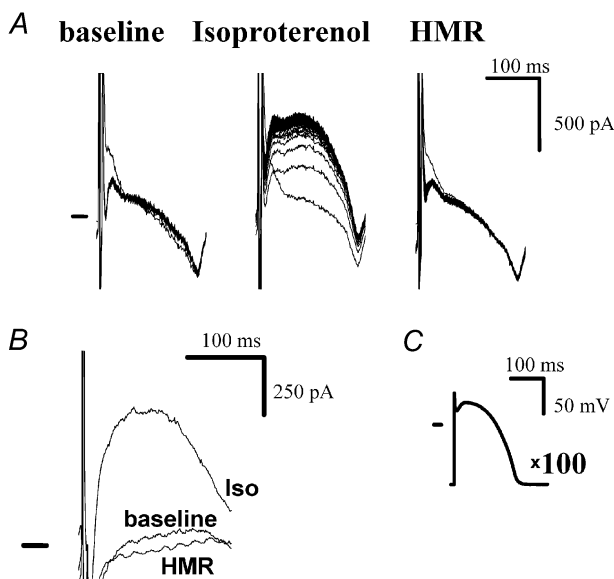 A
baseline Isoproterenol HMR
100 ms
500 pA
B
100 ms
250 pA
Iso
baseline
HMR
C
100 ms
50 mV
x100